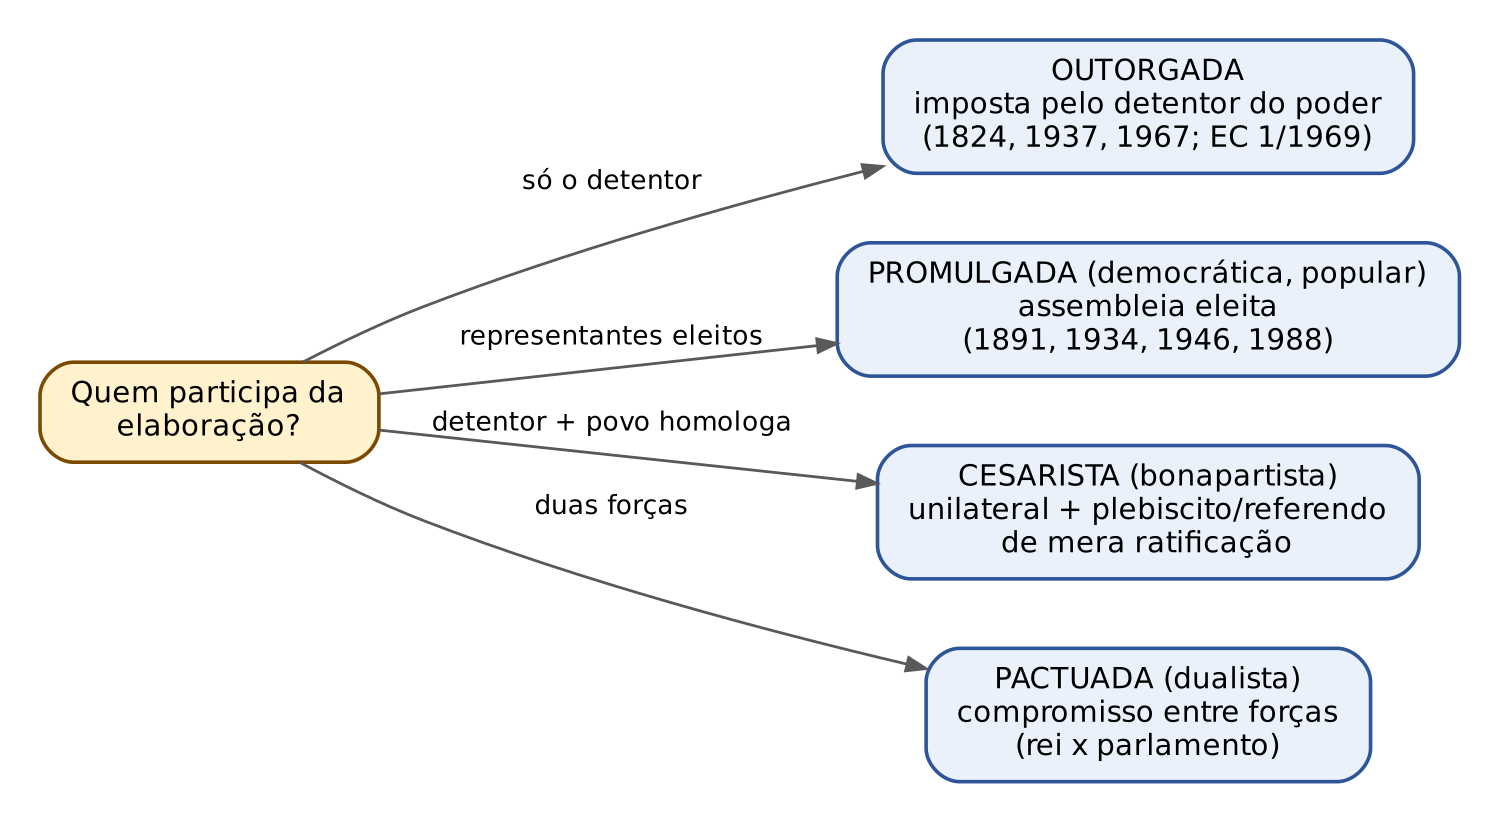 OUTORGADA
imposta pelo detentor do poder
(1824, 1937, 1967; EC 1/1969)
só o detentor
PROMULGADA (democrática, popular)
assembleia eleita
(1891, 1934, 1946, 1988)
representantes eleitos
Quem participa da
elaboração?
detentor + povo homologa
CESARISTA (bonapartista)
unilateral + plebiscito/referendo
de mera ratificação
duas forças
PACTUADA (dualista)
compromisso entre forças
(rei x parlamento)